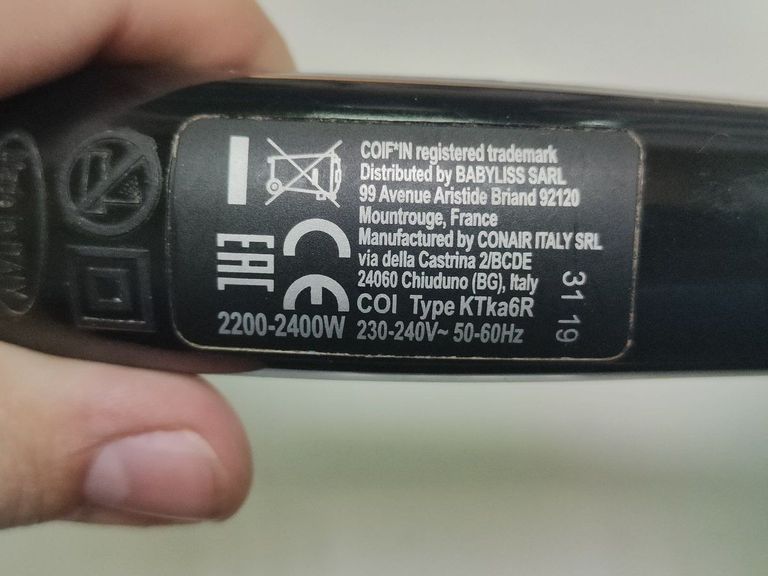 COIF*IN registered trademark
Distributed by BABYLISS SARL
99 Avenue Aristide Briand 92120
Mountrouge, France
Manufactured by CONAIR ITALY SRL
via della Castrina 2/BCDE
24060 Chiuduno (BG), Italy
COI Type KTka6R
230-240V~ 50-60Hz
EAC
CE
2200-2400W
31 19